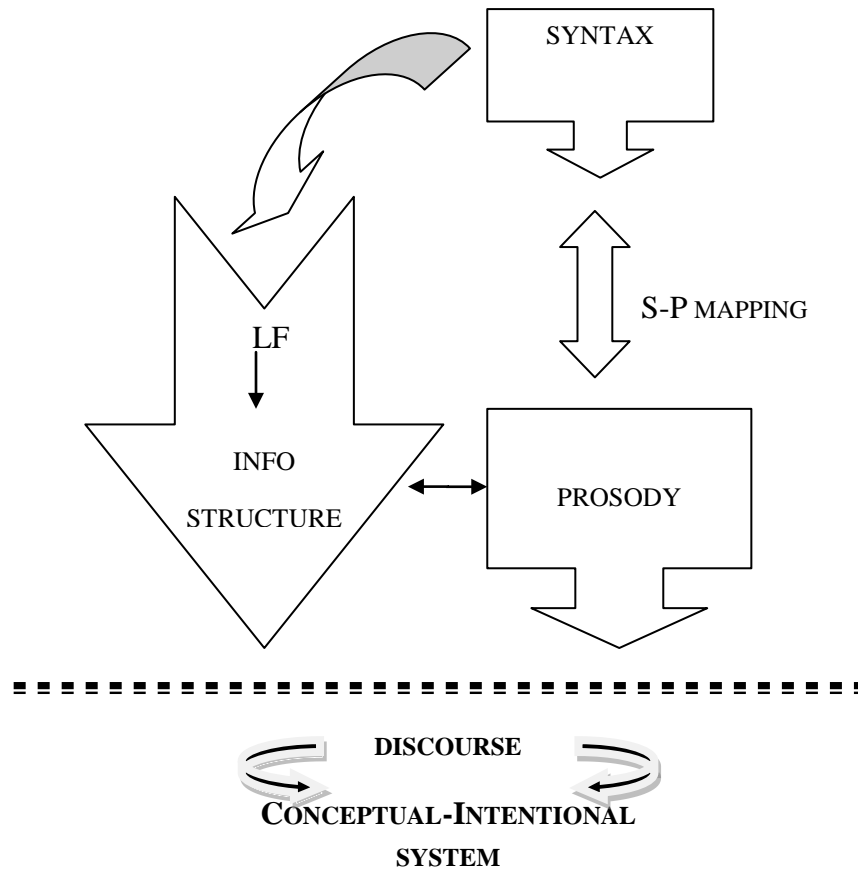 SYNTAX
S-P MAPPING
LF
INFO
STRUCTURE
PROSODY
DISCOURSE
CONCEPTUAL-INTENTIONAL
SYSTEM